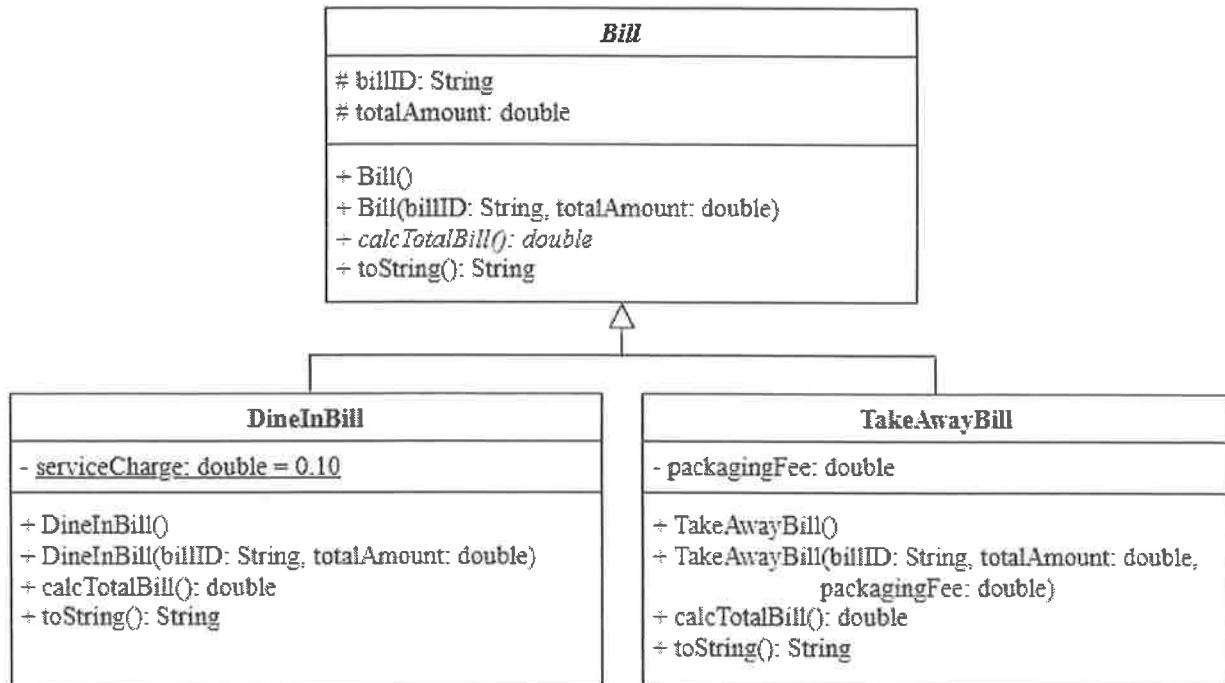 Bill
# billID: String
# totalAmount: double
+ Bill()
+ Bill(billID: String, totalAmount: double)
+ calcTotalBill(): double
+ toString(): String
DineInBill
- serviceCharge: double = 0.10
+ DineInBill()
+ DineInBill(billID: String, totalAmount: double)
+ calcTotalBill(): double
+ toString(): String
TakeAwayBill
- packagingFee: double
+ TakeAwayBill()
+ TakeAwayBill(billID: String, totalAmount: double,
packagingFee: double)
+ calcTotalBill(): double
+ toString(): String